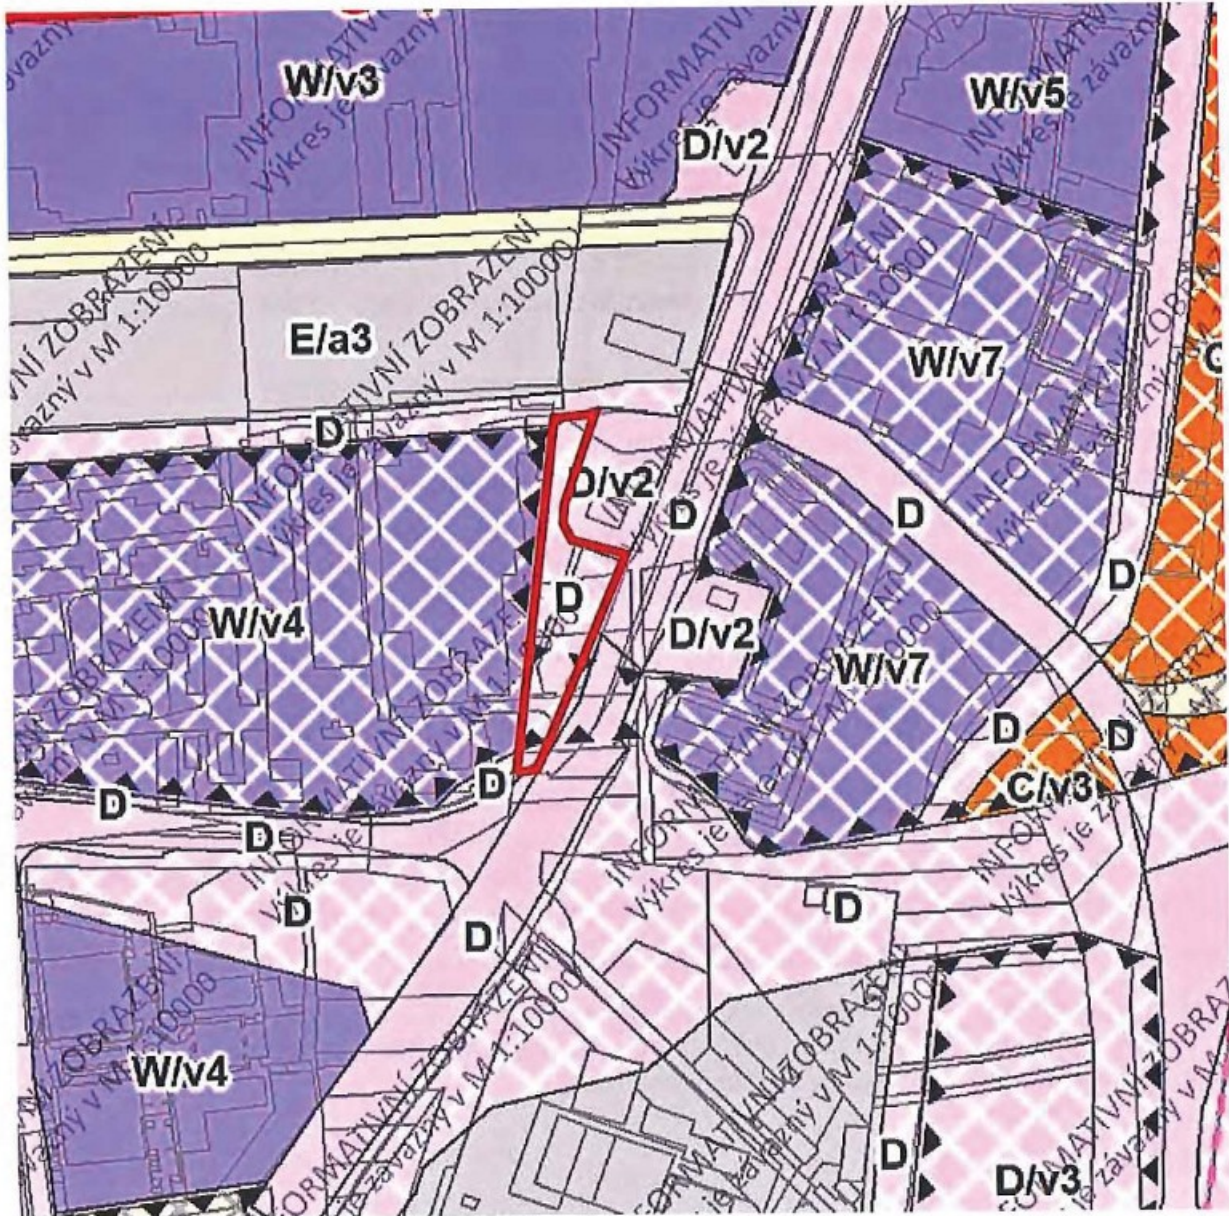 W/v3
W/v5
D/v2
E/a3
W/v7
D
D/v2
D
D
D
D
W/v4
D/v2
W/v7
D
D
D
C/v3
D
D
D
D
D
D
W/v4
D
D/v3
INFORMATIVNÍ ZOBRAZENÍ
Výkres je závazný v M 1:10000